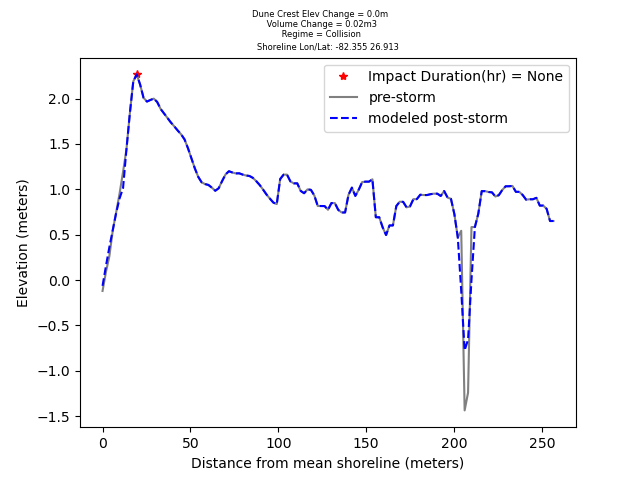 Dune Crest Elev Change = 0.0m
Volume Change = 0.02m3
Regime = Collision
Shoreline Lon/Lat: -82.355 26.913
Impact Duration(hr) = None
pre-storm
modeled post-storm
Elevation (meters)
2.0
1.5
1.0
0.5
0.0
−0.5
−1.0
−1.5
0 50 100 150 200 250
Distance from mean shoreline (meters)